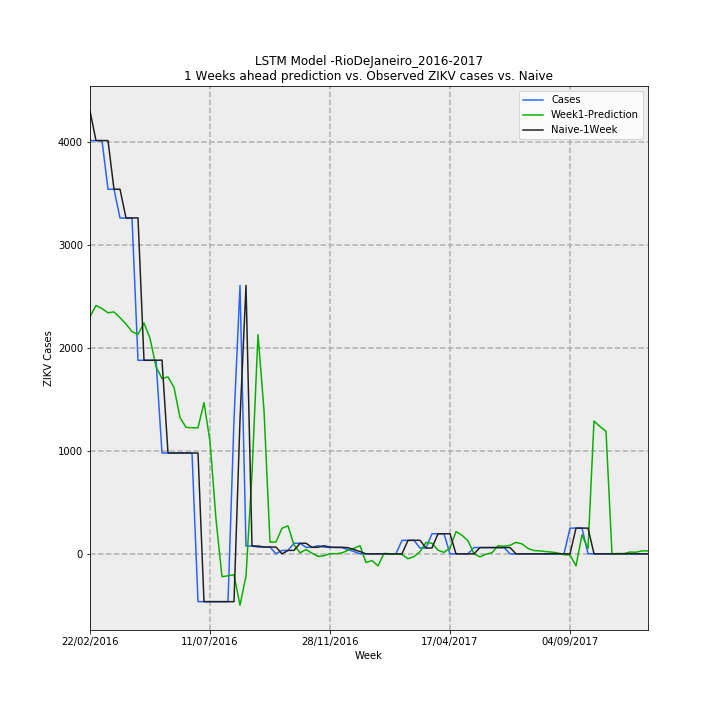 LSTM Model -RioDeJaneiro_2016-2017
1 Weeks ahead prediction vs. Observed ZIKV cases vs. Naive
Cases
Week1-Prediction
Naive-1Week
4000
3000
2000
1000
0
ZIKV Cases
22/02/2016
11/07/2016
28/11/2016
17/04/2017
04/09/2017
Week